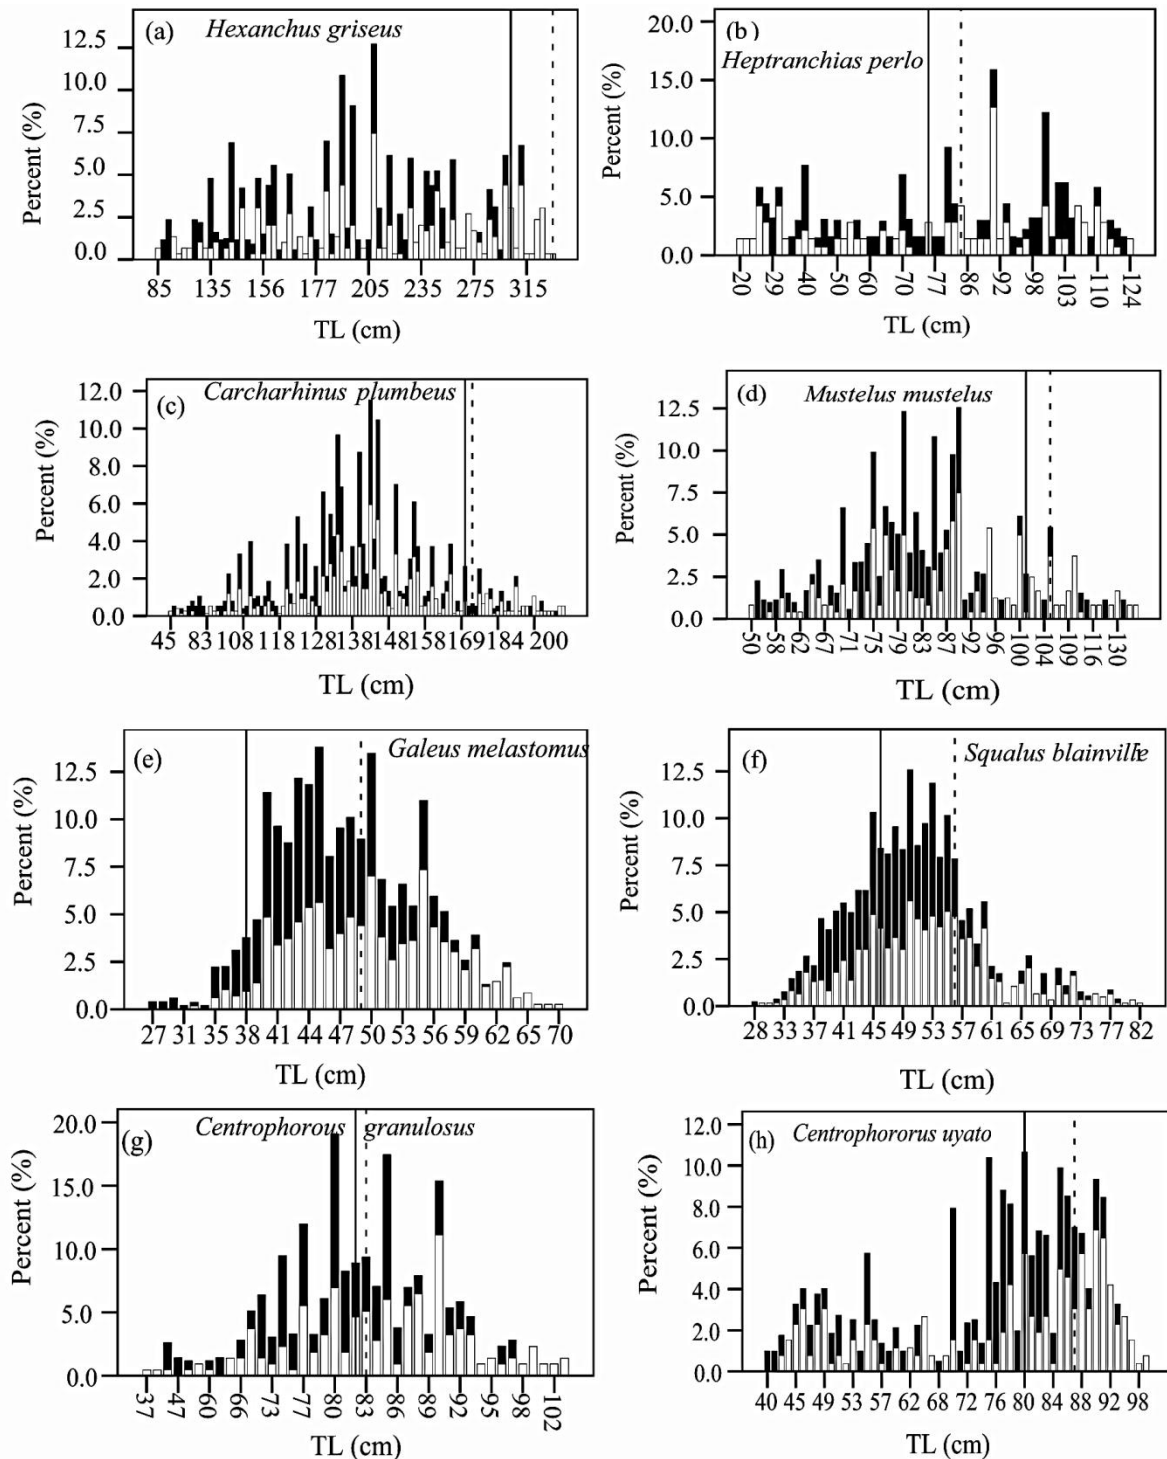 (a) Hexanchus griseus
Percent (%)
12.5
10.0
7.5
5.0
2.5
0.0
85 135 156 177 205 235 275 315
TL (cm)
(b)
Heptranchias perlo
Percent (%)
20.0
15.0
10.0
5.0
0.0
20 29 40 50 60 70 77 86 92 98 103 110 124
TL (cm)
(c) Carcharhinus plumbeus
Percent (%)
12.0
10.0
8.0
6.0
4.0
2.0
0.0
45 83 108 118 128 138 148 158 169 184 200
TL (cm)
(d) Mustelus mustelus
Percent (%)
12.5
10.0
7.5
5.0
2.5
0.0
50 58 62 67 71 75 79 83 87 92 96 100 104 109 116 130
TL (cm)
(e) Galeus melastomus
Percent (%)
12.5
10.0
7.5
5.0
2.5
0.0
27 31 35 38 41 44 47 50 53 56 59 62 65 70
TL (cm)
(f) Squalus blainville
Percent (%)
12.5
10.0
7.5
5.0
2.5
0.0
28 33 37 41 45 49 53 57 61 65 69 73 77 82
TL (cm)
(g) Centrophorous granulosus
Percent (%)
20.0
15.0
10.0
5.0
0.0
37 47 60 66 73 77 80 83 86 89 92 95 98 102
TL (cm)
(h) Centrophororus uyato
Percent (%)
12.0
10.0
8.0
6.0
4.0
2.0
0.0
40 45 49 53 57 62 68 72 76 80 84 88 92 98
TL (cm)